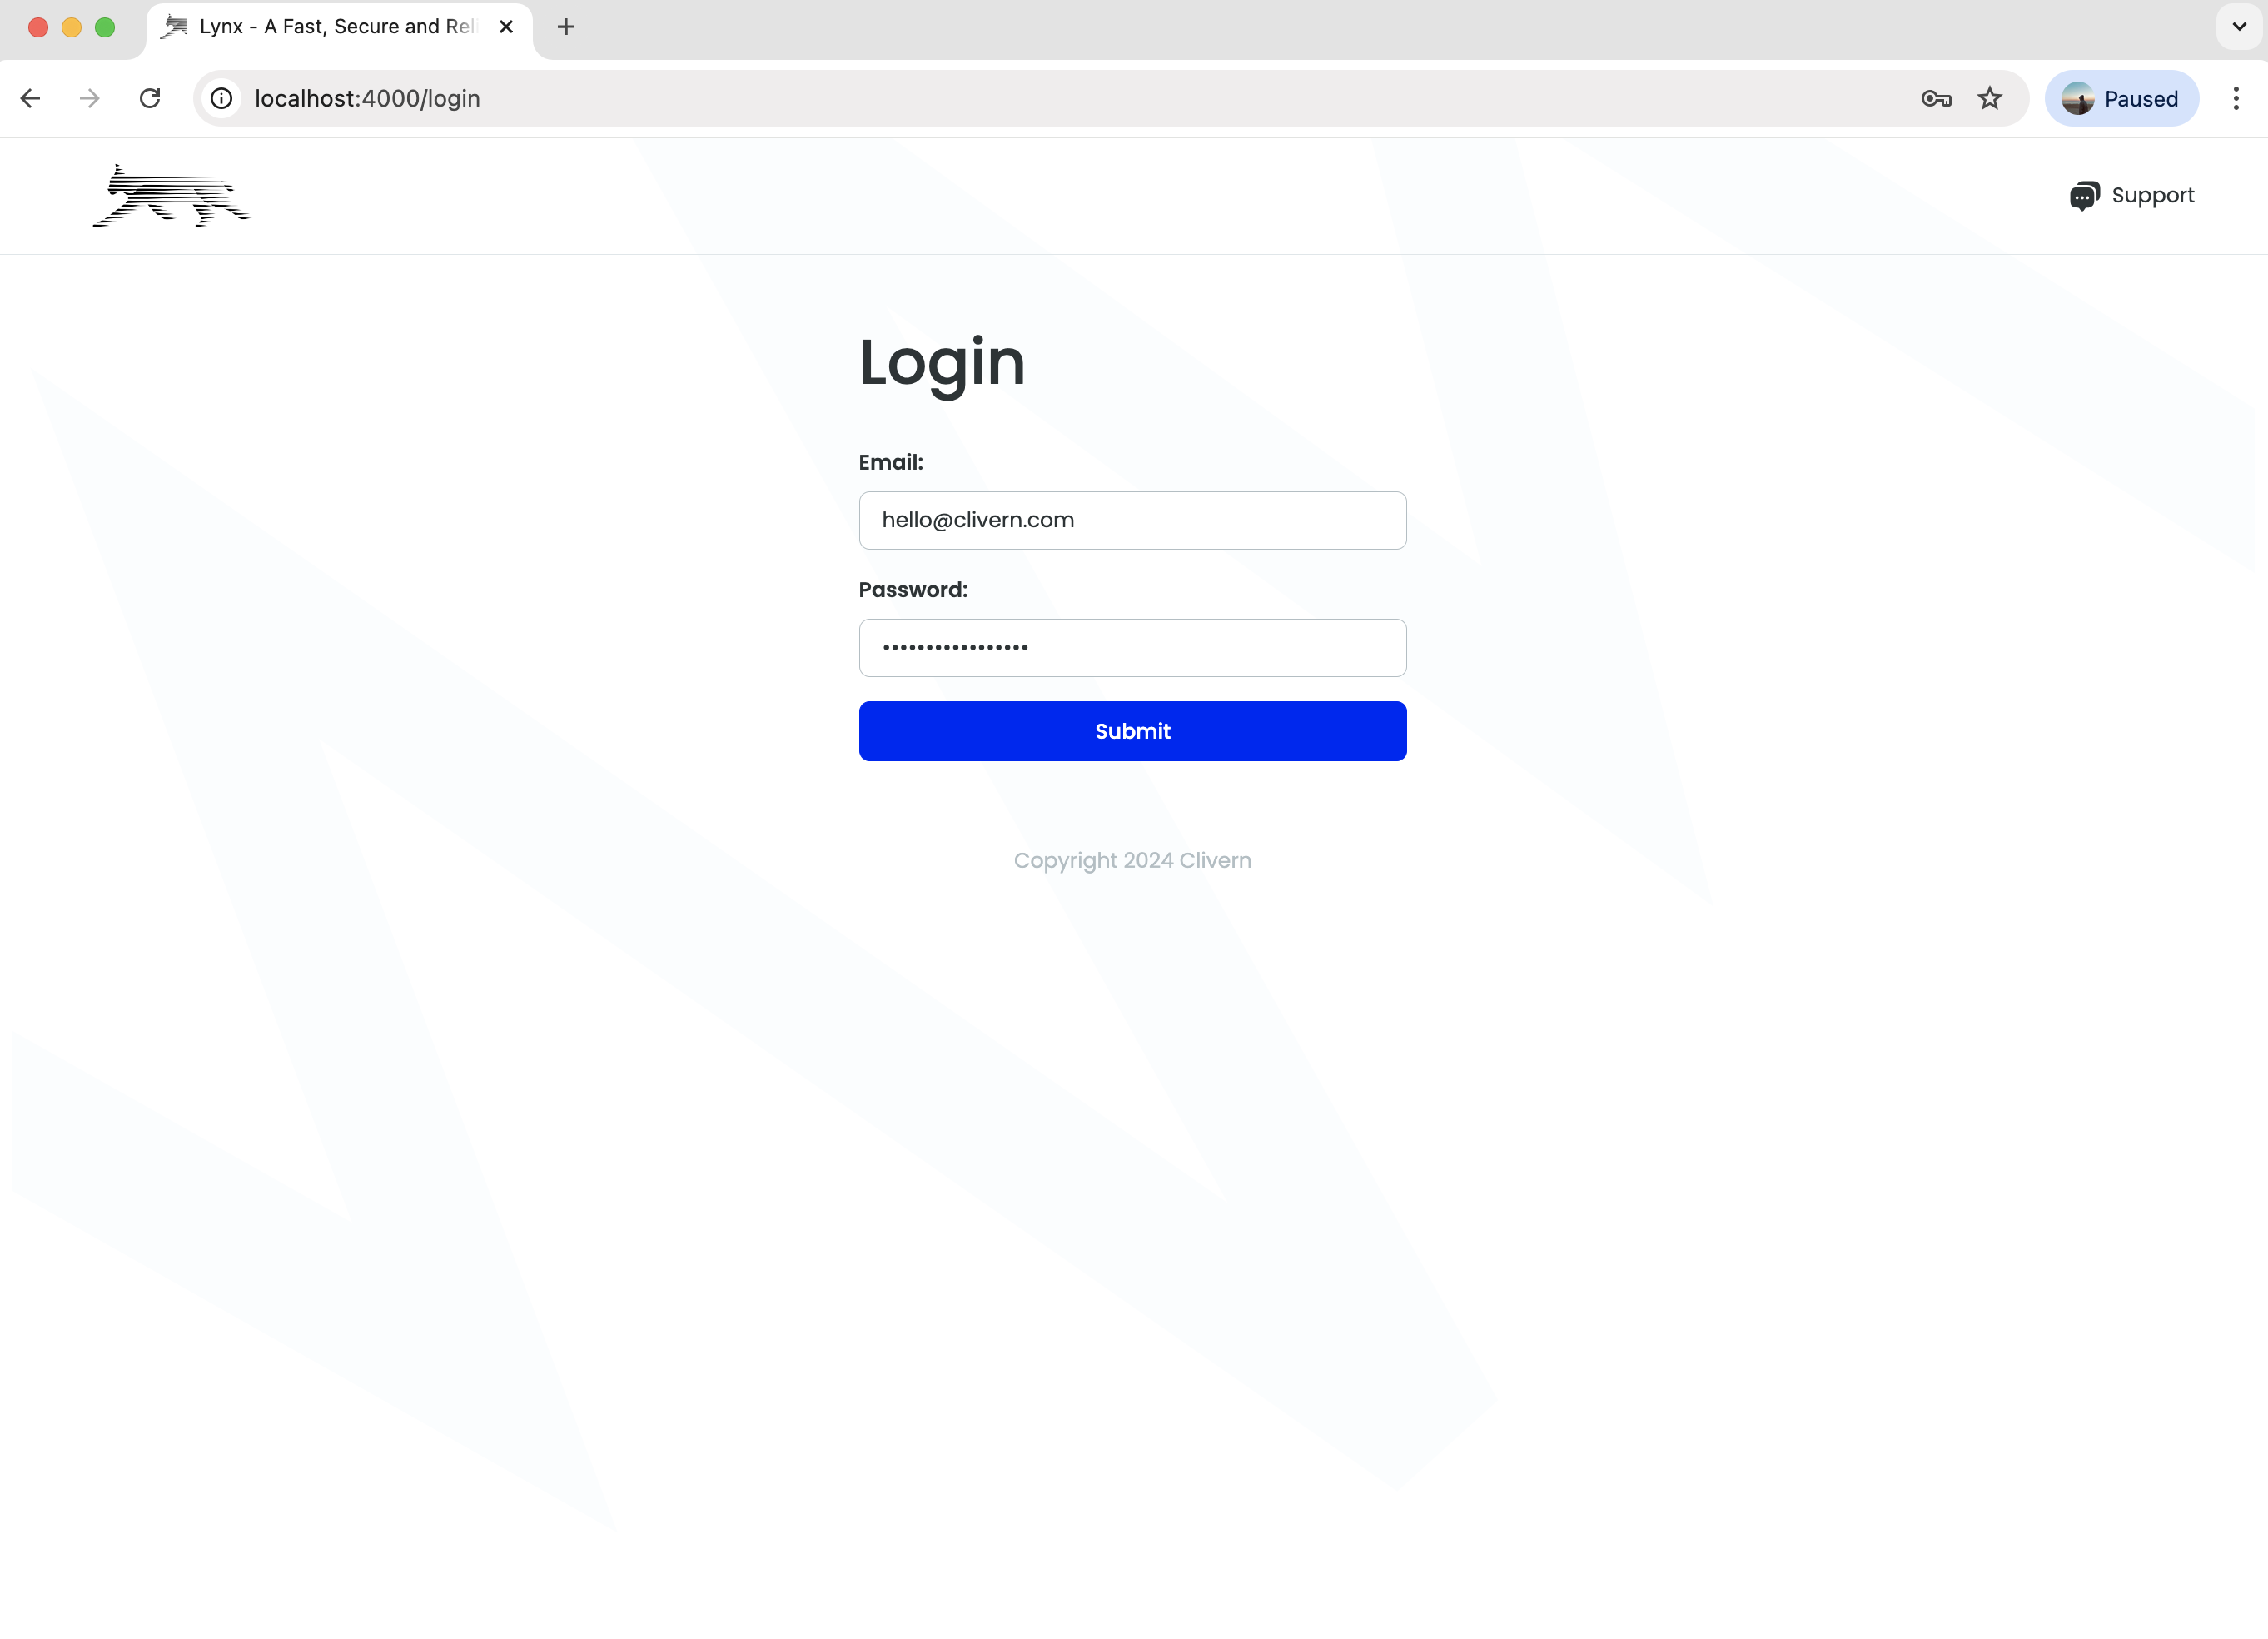 Lynx - A Fast, Secure and Reli
localhost:4000/login
Paused
Support
Login
Email:
hello@clivern.com
Password:
•••••••••••••••••
Submit
Copyright 2024 Clivern